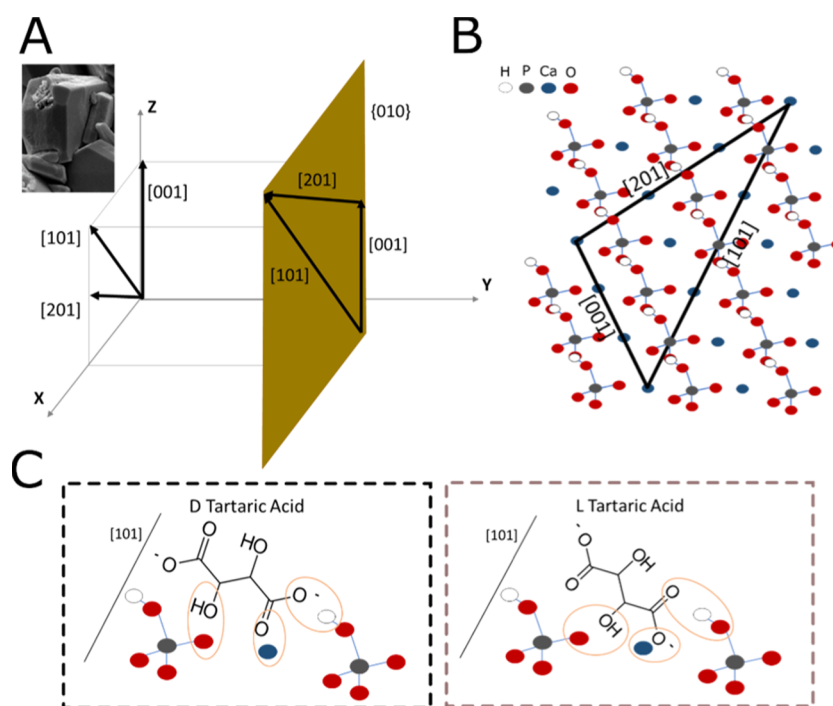 A
Z
{010}
[001]
[201]
[101]
[001]
[101]
[201]
Y
X
B
H P Ca O
[201]
[101]
[001]
C
D Tartaric Acid
[101]
O
HO
-
O
O
-
HO
O
L Tartaric Acid
[101]
-
O
OH
O
O
OH
O
-